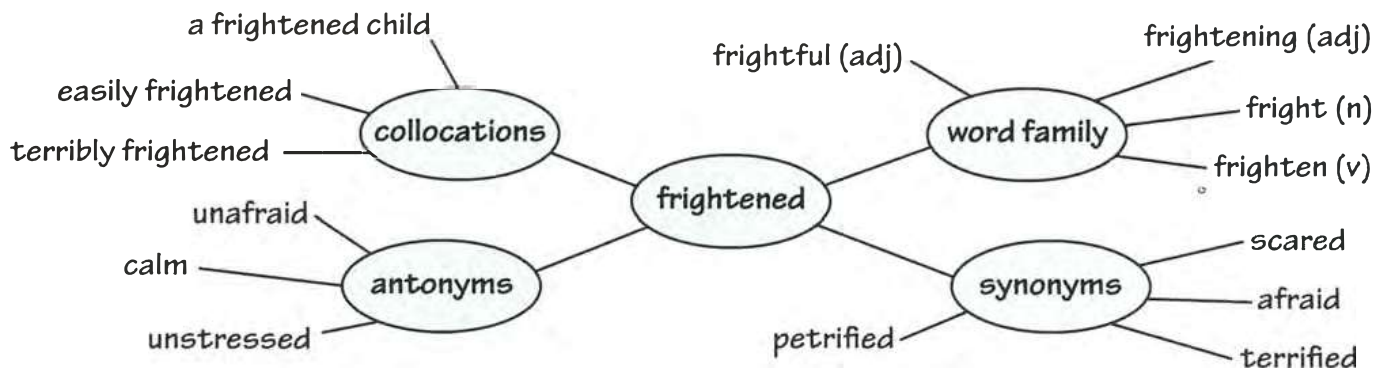 a frightened child
easily frightened
terribly frightened
collocations
frightful (adj)
frightening (adj)
fright (n)
frighten (v)
word family
frightened
unafraid
calm
unstressed
antonyms
synonyms
scared
afraid
terrified
petrified